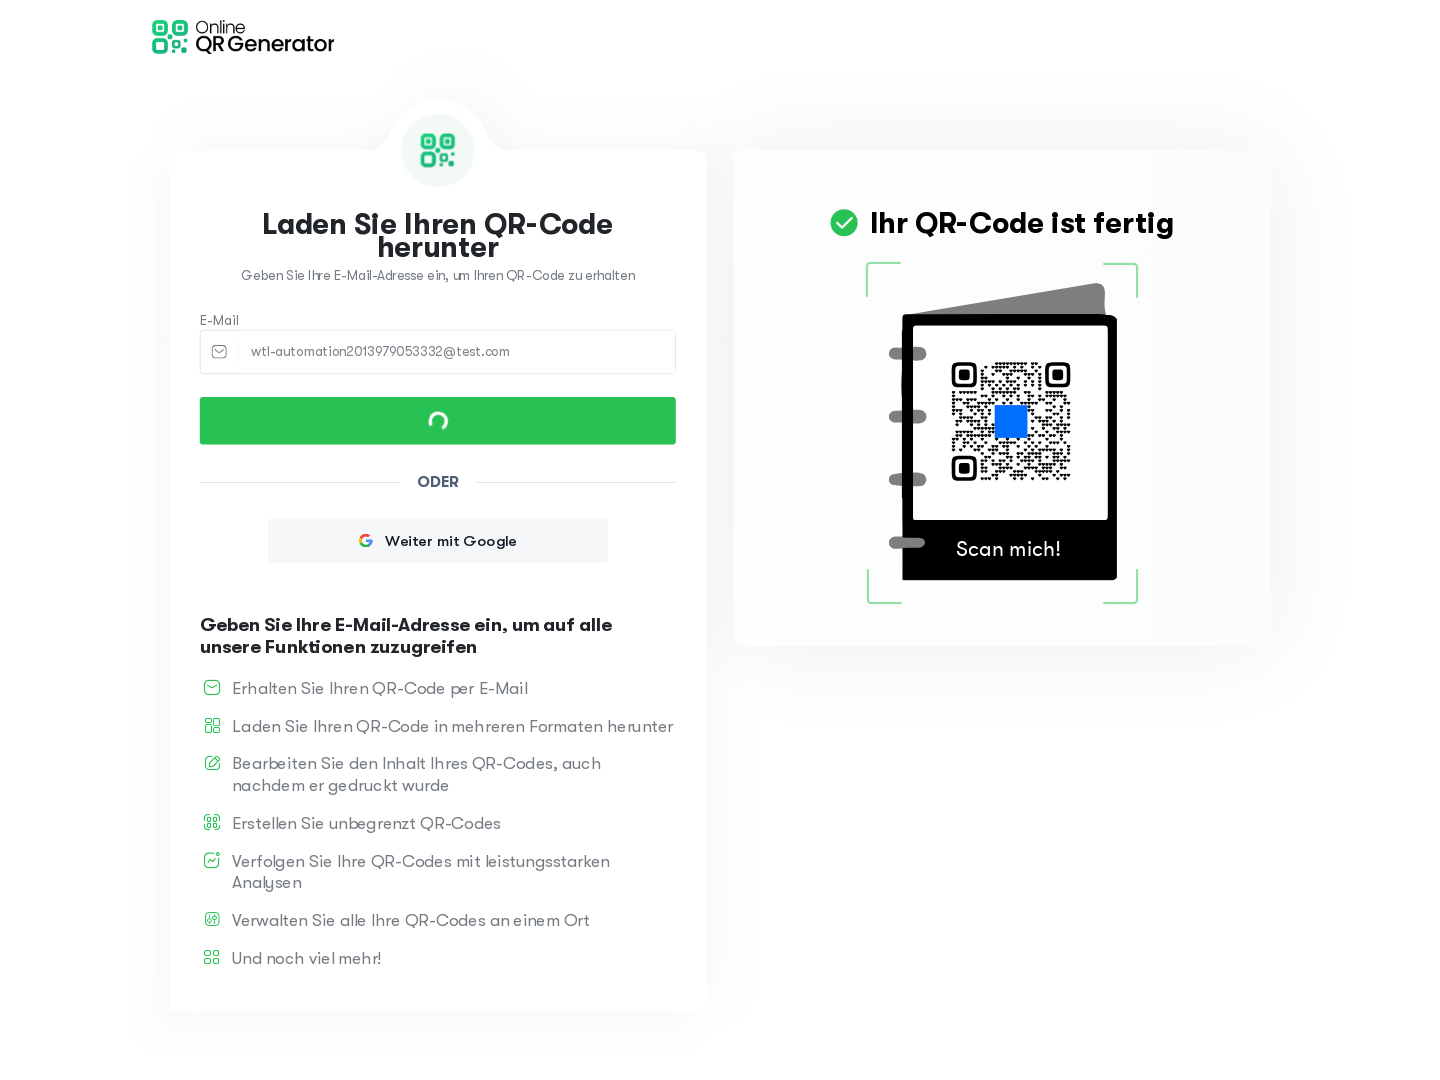 Online
QR Generator
Laden Sie Ihren QR-Code
herunter
Geben Sie Ihre E-Mail-Adresse ein, um Ihren QR-Code zu erhalten
E-Mail
wtl-automation2013979053332@test.com
ODER
Weiter mit Google
Geben Sie Ihre E-Mail-Adresse ein, um auf alle
unsere Funktionen zuzugreifen
Erhalten Sie Ihren QR-Code per E-Mail
Laden Sie Ihren QR-Code in mehreren Formaten herunter
Bearbeiten Sie den Inhalt Ihres QR-Codes, auch
nachdem er gedruckt wurde
Erstellen Sie unbegrenzt QR-Codes
Verfolgen Sie Ihre QR-Codes mit leistungsstarken
Analysen
Verwalten Sie alle Ihre QR-Codes an einem Ort
Und noch viel mehr!
Ihr QR-Code ist fertig
Scan mich!